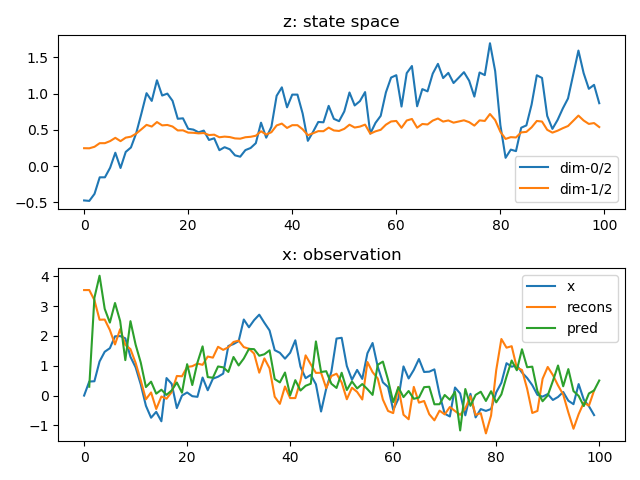 z: state space
1.5
1.0
0.5
0.0
−0.5
dim-0/2
dim-1/2
0 20 40 60 80 100
x: observation
4
3
2
1
0
−1
x
recons
pred
0 20 40 60 80 100